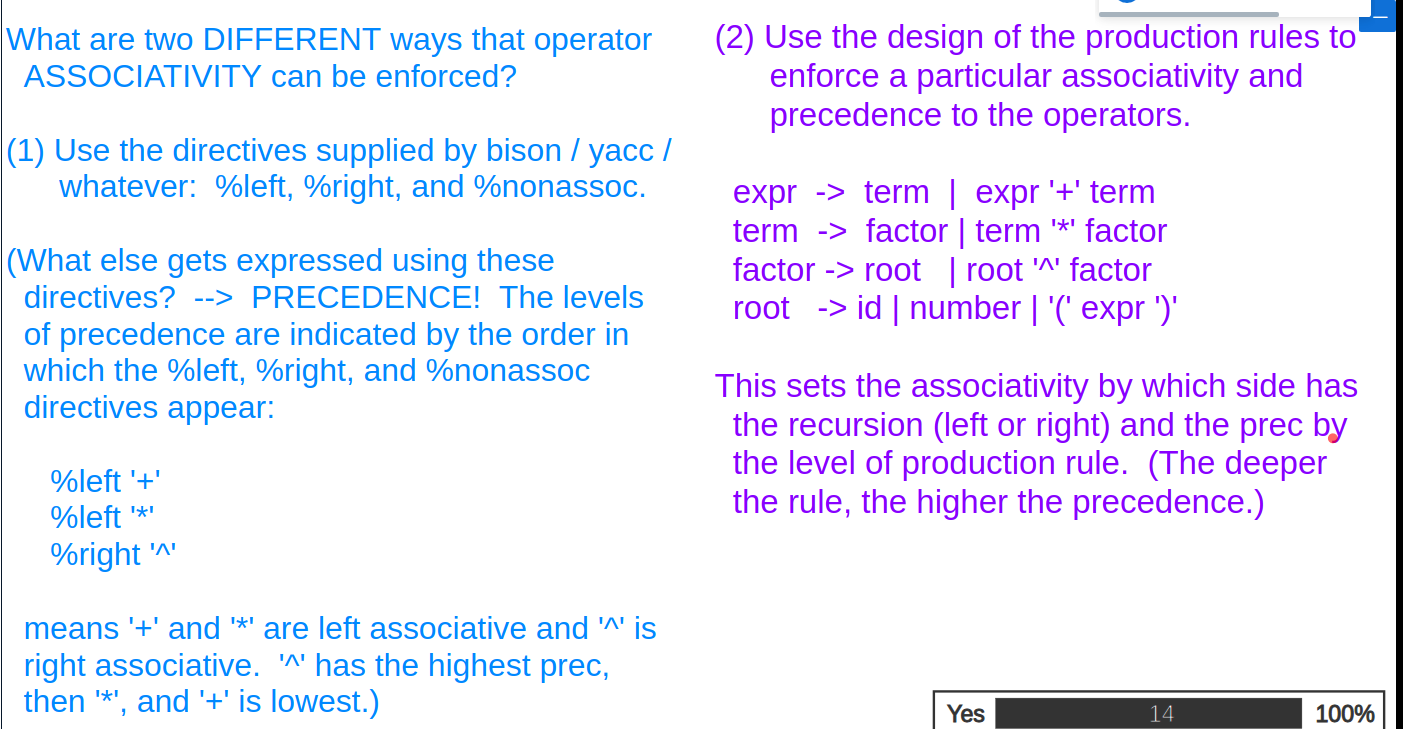 What are two DIFFERENT ways that operator
ASSOCIATIVITY can be enforced?
(1) Use the directives supplied by bison / yacc /
whatever:  %left, %right, and %nonassoc.
(What else gets expressed using these
directives?  -->  PRECEDENCE!  The levels
of precedence are indicated by the order in
which the %left, %right, and %nonassoc
directives appear:
%left '+'
%left '*'
%right '^'
means '+' and '*' are left associative and '^' is
right associative.  '^' has the highest prec,
then '*', and '+' is lowest.)
(2) Use the design of the production rules to
enforce a particular associativity and
precedence to the operators.
expr  ->  term  |  expr '+' term
term  ->  factor | term '*' factor
factor -> root   | root '^' factor
root   -> id | number | '(' expr ')'
This sets the associativity by which side has
the recursion (left or right) and the prec by
the level of production rule.  (The deeper
the rule, the higher the precedence.)
Yes 14 100%